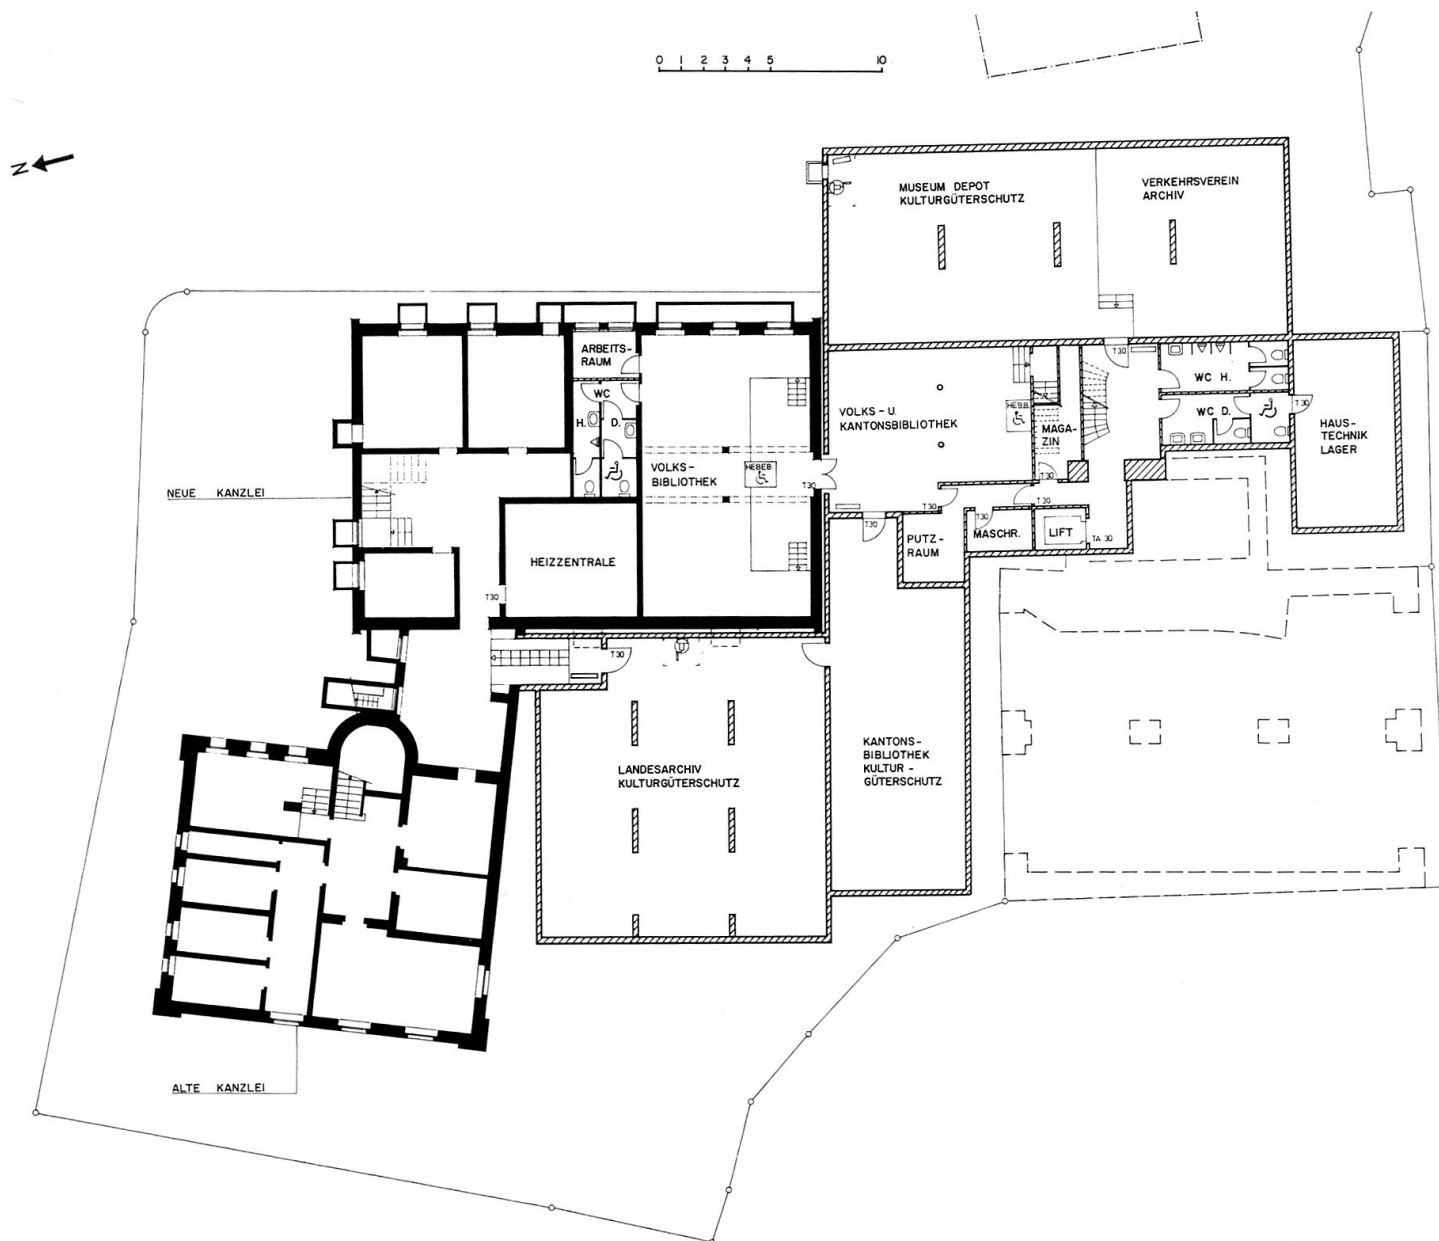 0 1 2 3 4 5 10
N
MUSEUM DEPOT
KULTURGÜTERSCHUTZ
VERKEHRSVEREIN
ARCHIV
ARBEITS-
RAUM
WC
H.
D.
VOLKS-
BIBLIOTHEK
HEBEB.
T30
VOLKS- U.
KANTONSBIBLIOTHEK
HEBB.
MAGA-
ZIN
T30
T30
WC H.
WC D.
T30
HAUS-
TECHNIK
LAGER
NEUE KANZLEI
HEIZZENTRALE
T30
T30
T30
T30
T30
PUTZ-
RAUM
MASCHR.
LIFT
TA 30
T30
LANDESARCHIV
KULTURGÜTERSCHUTZ
KANTONS-
BIBLIOTHEK
KULTUR-
GÜTERSCHUTZ
ALTE KANZLEI